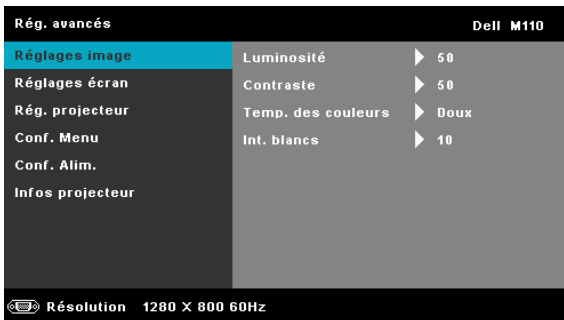 Rég. avancés Dell M110
Réglages image
Réglages écran
Rég. projecteur
Conf. Menu
Conf. Alim.
Infos projecteur
Luminosité 50
Contraste 50
Temp. des couleurs Doux
Int. blancs 10
Résolution 1280 X 800 60Hz